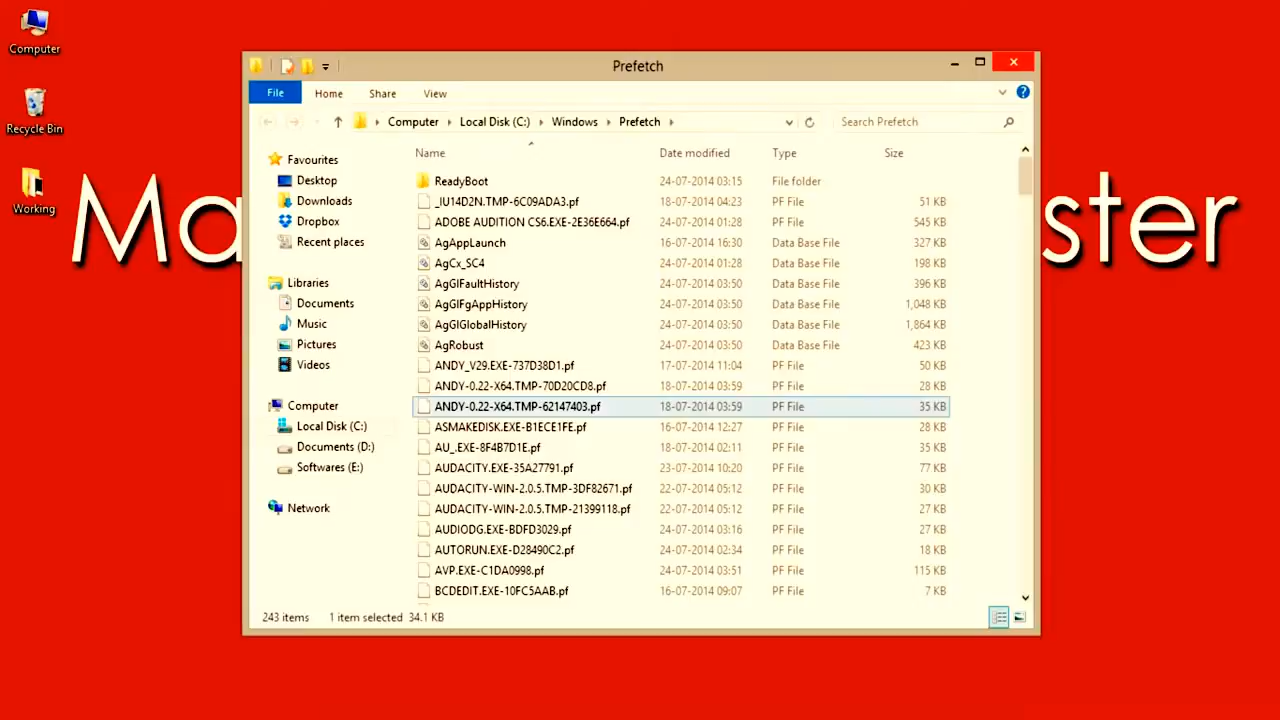 Computer
Recycle Bin
Working
Ma
ster
Prefetch
File Home Share View
Computer Local Disk (C:) Windows Prefetch Search Prefetch
Favourites
Desktop
Downloads
Dropbox
Recent places
Libraries
Documents
Music
Pictures
Videos
Computer
Local Disk (C:)
Documents (D:)
Softwares (E:)
Network
Name Date modified Type Size
ReadyBoot 24-07-2014 03:15 File folder
_IU14D2N.TMP-6C09ADA3.pf 18-07-2014 04:23 PF File 51 KB
ADOBE AUDITION CS6.EXE-2E36E664.pf 24-07-2014 01:28 PF File 545 KB
AgAppLaunch 16-07-2014 16:30 Data Base File 327 KB
AgCx_SC4 24-07-2014 01:28 Data Base File 198 KB
AgGlFaultHistory 24-07-2014 03:50 Data Base File 396 KB
AgGlFgAppHistory 24-07-2014 03:50 Data Base File 1,048 KB
AgGlGlobalHistory 24-07-2014 03:50 Data Base File 1,864 KB
AgRobust 24-07-2014 03:50 Data Base File 423 KB
ANDY_V29.EXE-737D38D1.pf 17-07-2014 11:04 PF File 50 KB
ANDY-0.22-X64.TMP-70D20CD8.pf 18-07-2014 03:59 PF File 28 KB
ANDY-0.22-X64.TMP-62147403.pf 18-07-2014 03:59 PF File 35 KB
ASMAKEDISK.EXE-B1ECE1FE.pf 16-07-2014 12:27 PF File 28 KB
AU_.EXE-8F4B7D1E.pf 18-07-2014 02:11 PF File 35 KB
AUDACITY.EXE-35A27791.pf 23-07-2014 10:20 PF File 77 KB
AUDACITY-WIN-2.0.5.TMP-3DF82671.pf 22-07-2014 05:12 PF File 30 KB
AUDACITY-WIN-2.0.5.TMP-21399118.pf 22-07-2014 05:12 PF File 27 KB
AUDIODG.EXE-BDFD3029.pf 24-07-2014 03:16 PF File 27 KB
AUTORUN.EXE-D28490C2.pf 24-07-2014 02:34 PF File 18 KB
AVP.EXE-C1DA0998.pf 24-07-2014 03:51 PF File 115 KB
BCDEDIT.EXE-10FC5AAB.pf 16-07-2014 09:07 PF File 7 KB
243 items 1 item selected 34.1 KB